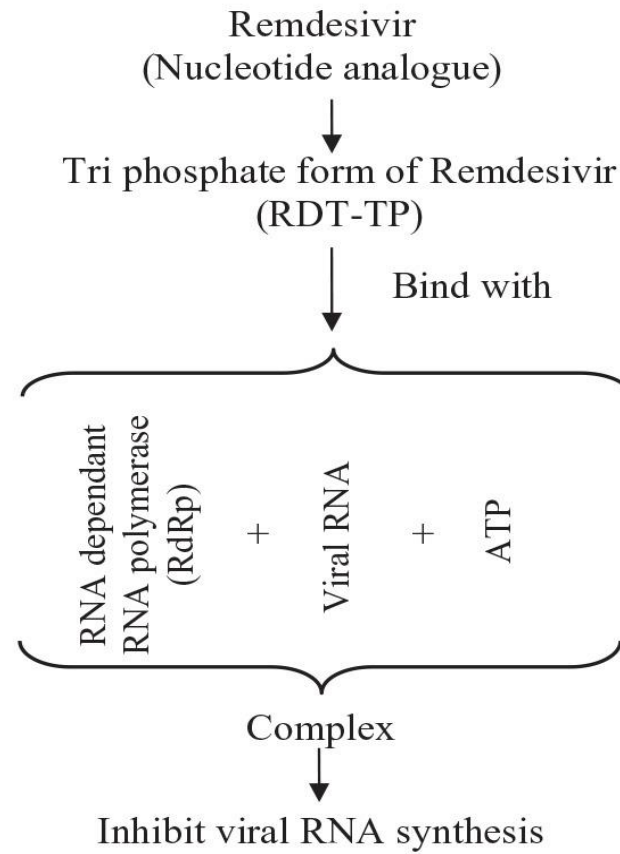 Remdesivir
(Nucleotide analogue)
Tri phosphate form of Remdesivir
(RDT-TP)
Bind with
RNA dependant
RNA polymerase
(RdRp)
+
Viral RNA
+
ATP
Complex
Inhibit viral RNA synthesis